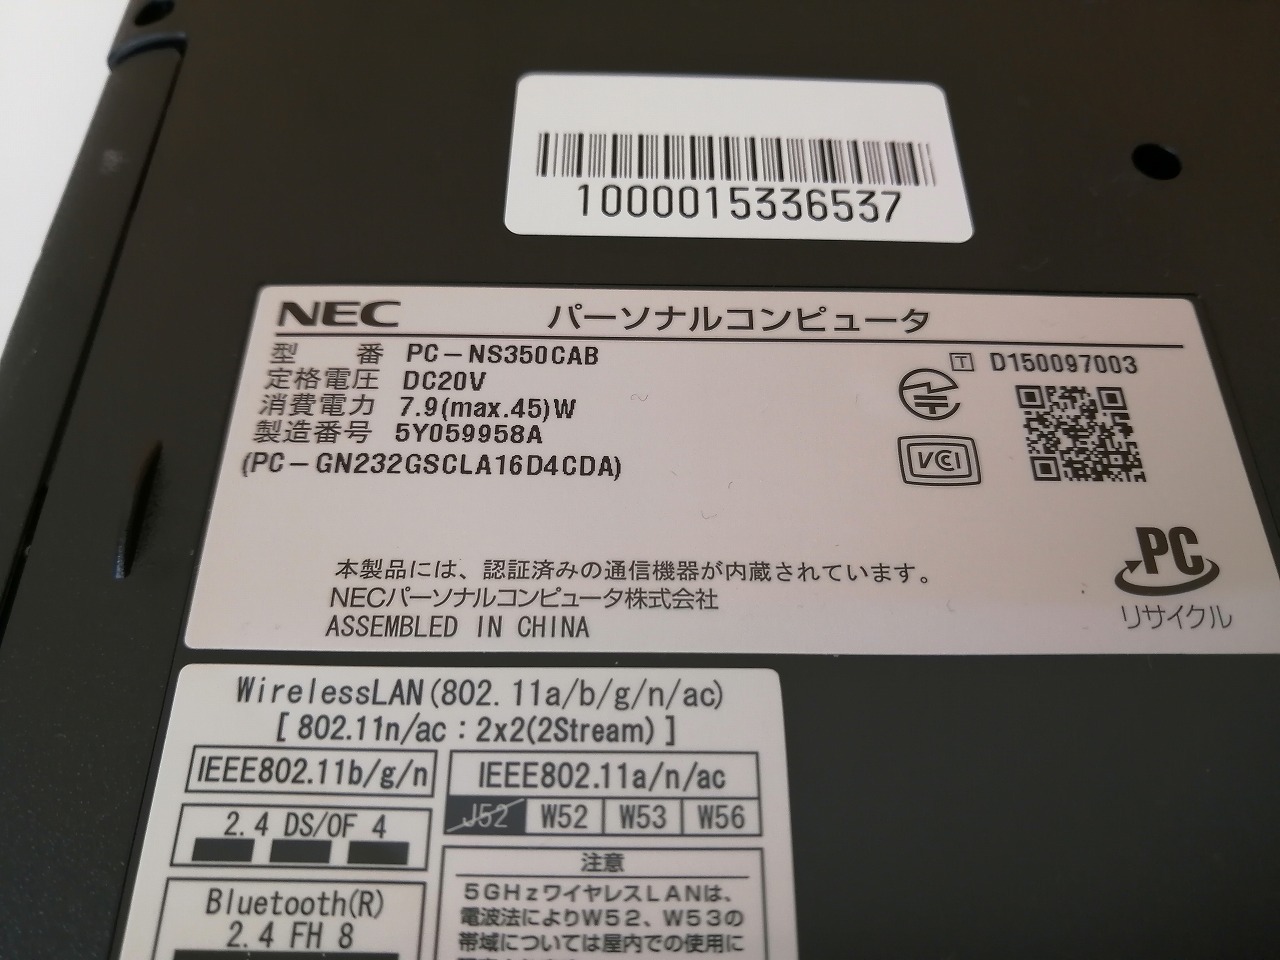 1000015336537
NEC パーソナルコンピュータ
型 番 PC-NS350CAB
定格電圧 DC20V
消費電力 7.9(max.45)W
製造番号 5Y059958A
(PC-GN232GSCLA16D4CDA)
T D150097003
VCI
PC
リサイクル
本製品には、認証済みの通信機器が内蔵されています。
NECパーソナルコンピュータ株式会社
ASSEMBLED IN CHINA
WirelessLAN(802.11a/b/g/n/ac)
[ 802.11n/ac : 2x2(2Stream) ]
IEEE802.11b/g/n
2.4 DS/OF 4
Bluetooth(R)
2.4 FH 8
IEEE802.11a/n/ac
J52 W52 W53 W56
注意
5GHzワイヤレスLANは、
電波法によりW52、W53の
帯域については屋内での使用に